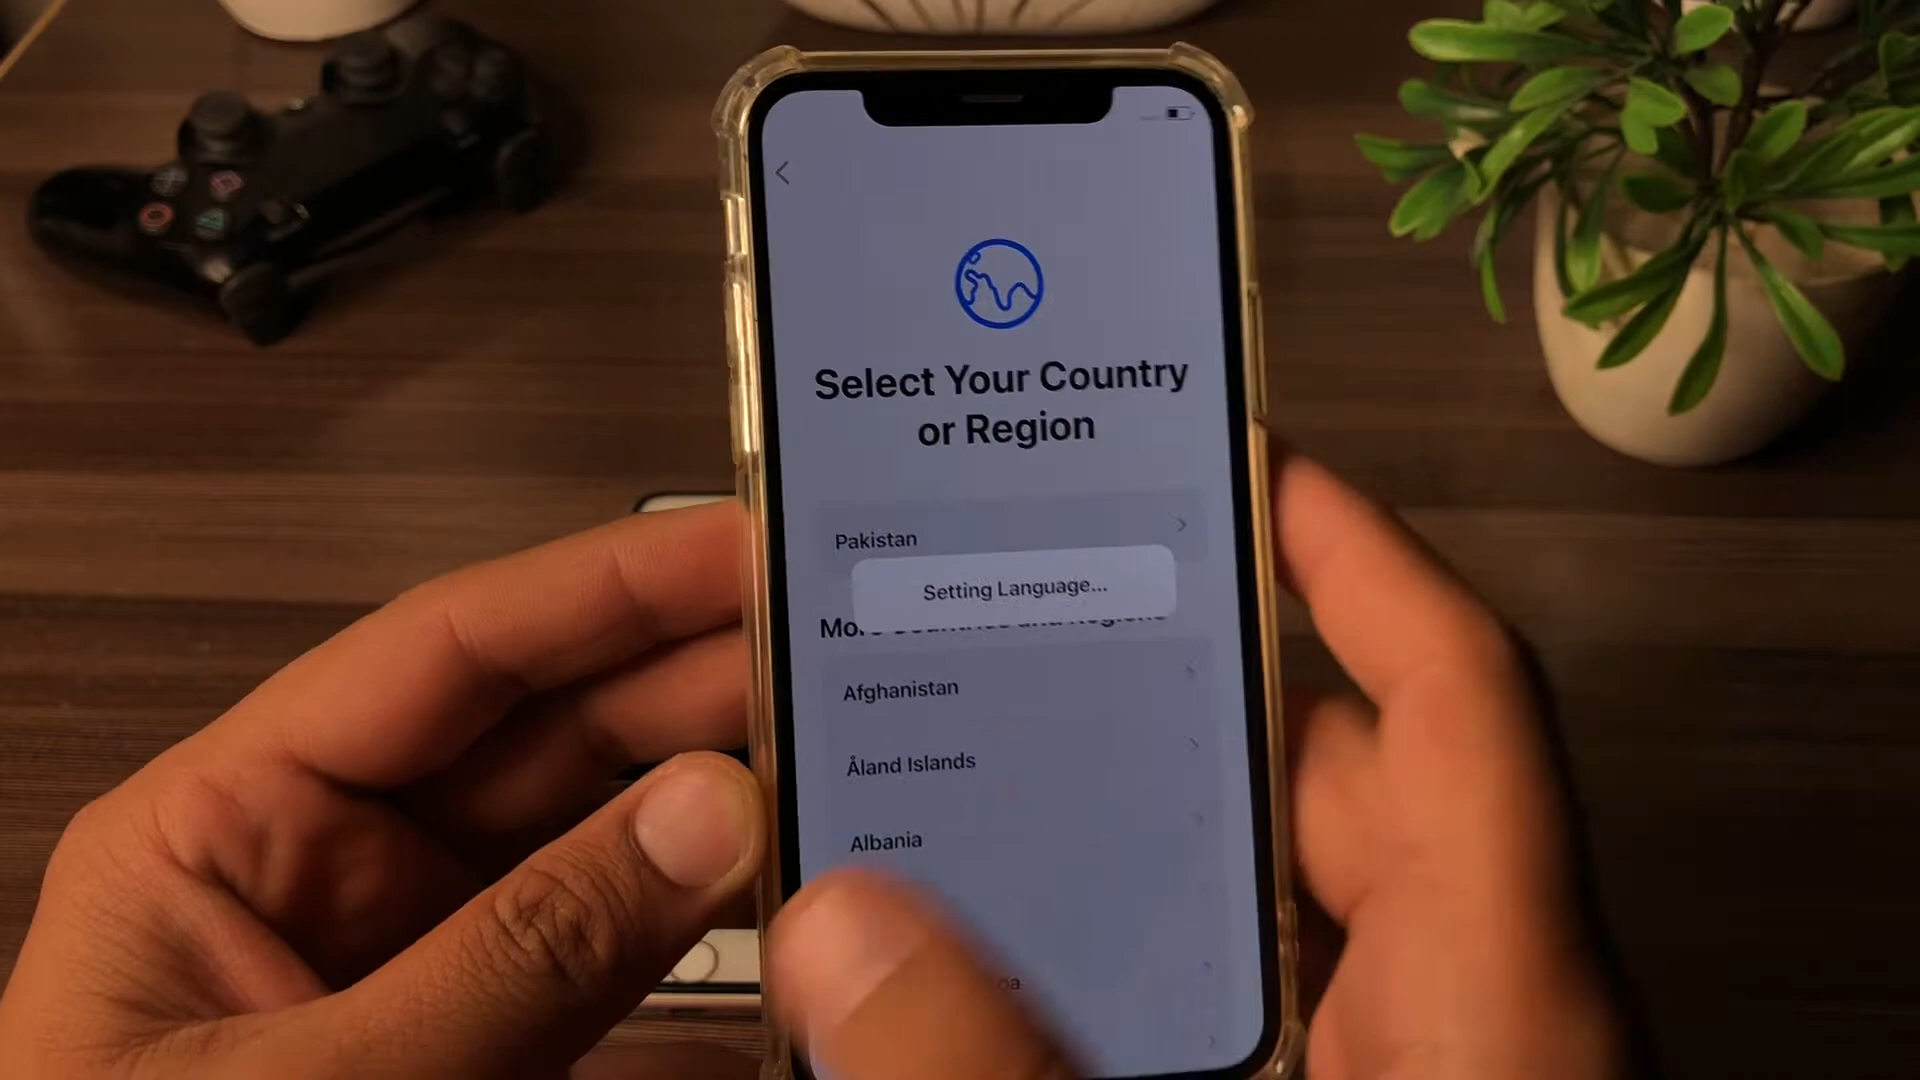 Select Your Country
or Region
Pakistan
Setting Language...
Afghanistan
Åland Islands
Albania